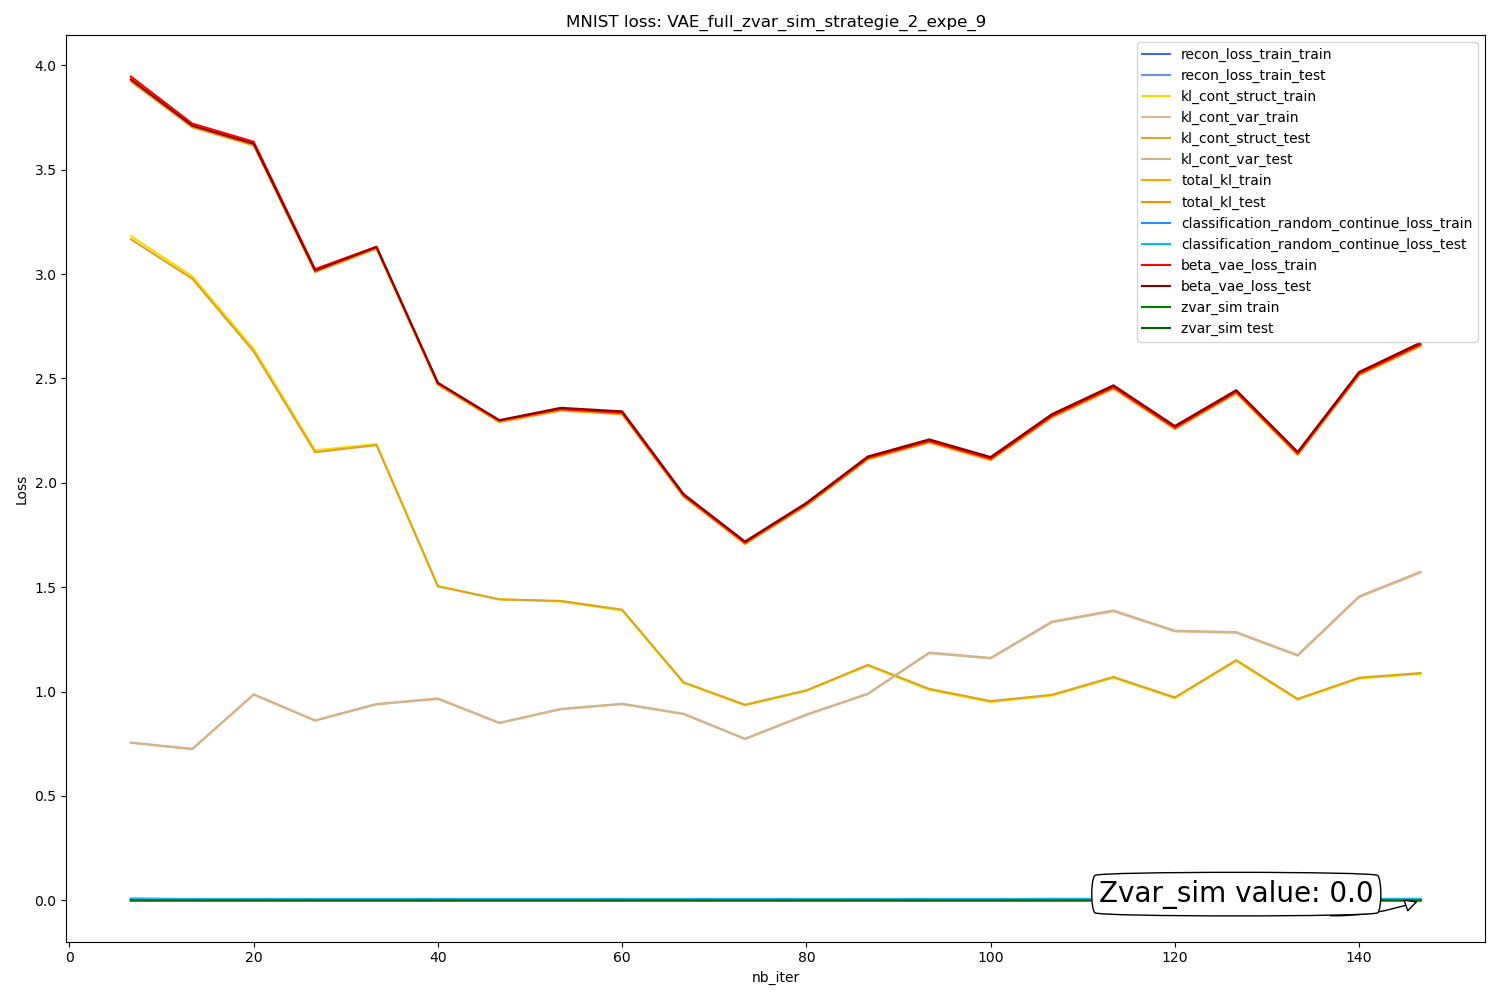 MNIST loss: VAE_full_zvar_sim_strategie_2_expe_9
4.0
3.5
3.0
2.5
2.0
1.5
1.0
0.5
0.0
Loss
recon_loss_train_train
recon_loss_train_test
kl_cont_struct_train
kl_cont_var_train
kl_cont_struct_test
kl_cont_var_test
total_kl_train
total_kl_test
classification_random_continue_loss_train
classification_random_continue_loss_test
beta_vae_loss_train
beta_vae_loss_test
zvar_sim train
zvar_sim test
Zvar_sim value: 0.0
0 20 40 60 80 100 120 140
nb_iter